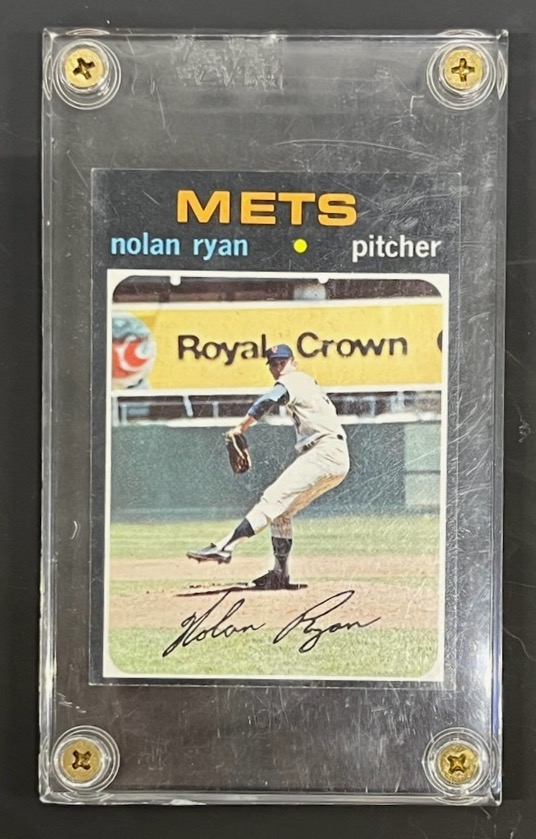 METS
nolan ryan • pitcher
Royal Crown
Nolan Ryan